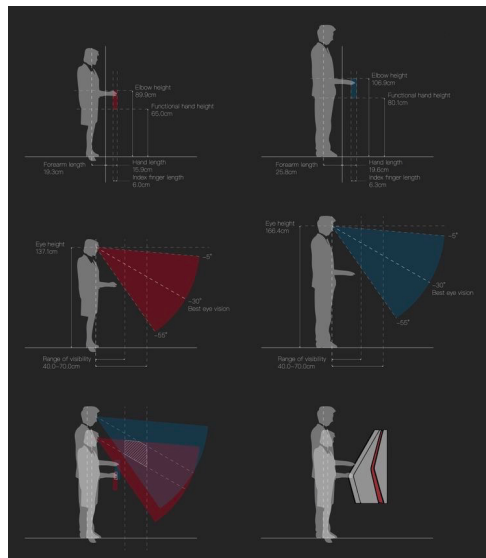 Elbow height
89.9cm
Functional hand height
65.0cm
Forearm length
18.3cm
Hand length
15.9cm
Index finger length
6.0cm
Elbow height
106.9cm
Functional hand height
80.1cm
Forearm length
25.8cm
Hand length
19.6cm
Index finger length
6.3cm
Eye height
137.1cm
-5°
-30°
Best eye vision
-55°
Range of visibility
40.0-70.0cm
Eye height
166.4cm
-5°
-30°
Best eye vision
-55°
Range of visibility
40.0-70.0cm